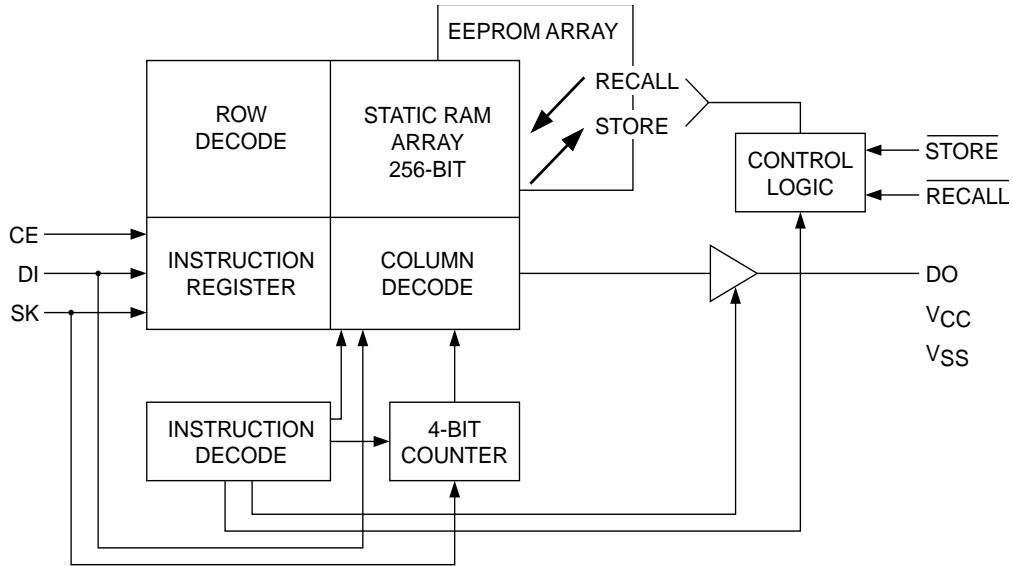 EEPROM ARRAY
ROW
DECODE
STATIC RAM
ARRAY
256-BIT
RECALL
STORE
CONTROL
LOGIC
STORE
RECALL
CE
DI
SK
INSTRUCTION
REGISTER
COLUMN
DECODE
DO
VCC
VSS
INSTRUCTION
DECODE
4-BIT
COUNTER